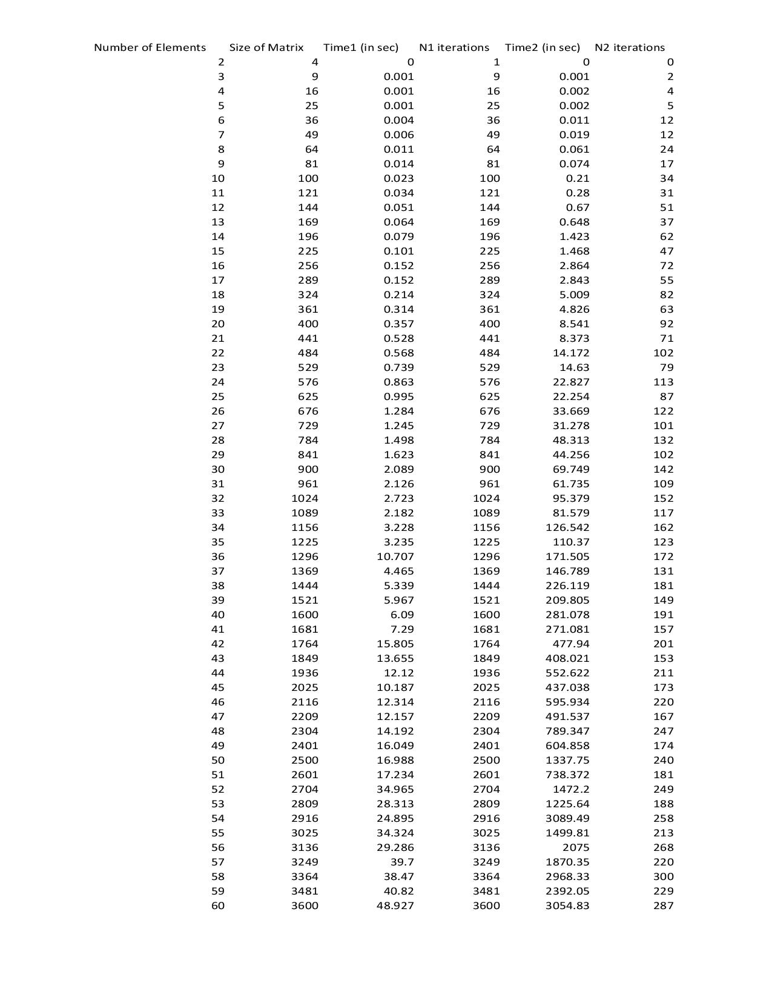 Number of Elements Size of Matrix Time1 (in sec) N1 iterations Time2 (in sec) N2 iterations
2 4 0 1 0 0
3 9 0.001 9 0.001 2
4 16 0.001 16 0.002 4
5 25 0.001 25 0.002 5
6 36 0.004 36 0.011 12
7 49 0.006 49 0.019 12
8 64 0.011 64 0.061 24
9 81 0.014 81 0.074 17
10 100 0.023 100 0.21 34
11 121 0.034 121 0.28 31
12 144 0.051 144 0.67 51
13 169 0.064 169 0.648 37
14 196 0.079 196 1.423 62
15 225 0.101 225 1.468 47
16 256 0.152 256 2.864 72
17 289 0.152 289 2.843 55
18 324 0.214 324 5.009 82
19 361 0.314 361 4.826 63
20 400 0.357 400 8.541 92
21 441 0.528 441 8.373 71
22 484 0.568 484 14.172 102
23 529 0.739 529 14.63 79
24 576 0.863 576 22.827 113
25 625 0.995 625 22.254 87
26 676 1.284 676 33.669 122
27 729 1.245 729 31.278 101
28 784 1.498 784 48.313 132
29 841 1.623 841 44.256 102
30 900 2.089 900 69.749 142
31 961 2.126 961 61.735 109
32 1024 2.723 1024 95.379 152
33 1089 2.182 1089 81.579 117
34 1156 3.228 1156 126.542 162
35 1225 3.235 1225 110.37 123
36 1296 10.707 1296 171.505 172
37 1369 4.465 1369 146.789 131
38 1444 5.339 1444 226.119 181
39 1521 5.967 1521 209.805 149
40 1600 6.09 1600 281.078 191
41 1681 7.29 1681 271.081 157
42 1764 15.805 1764 477.94 201
43 1849 13.655 1849 408.021 153
44 1936 12.12 1936 552.622 211
45 2025 10.187 2025 437.038 173
46 2116 12.314 2116 595.934 220
47 2209 12.157 2209 491.537 167
48 2304 14.192 2304 789.347 247
49 2401 16.049 2401 604.858 174
50 2500 16.988 2500 1337.75 240
51 2601 17.234 2601 738.372 181
52 2704 34.965 2704 1472.2 249
53 2809 28.313 2809 1225.64 188
54 2916 24.895 2916 3089.49 258
55 3025 34.324 3025 1499.81 213
56 3136 29.286 3136 2075 268
57 3249 39.7 3249 1870.35 220
58 3364 38.47 3364 2968.33 300
59 3481 40.82 3481 2392.05 229
60 3600 48.927 3600 3054.83 287